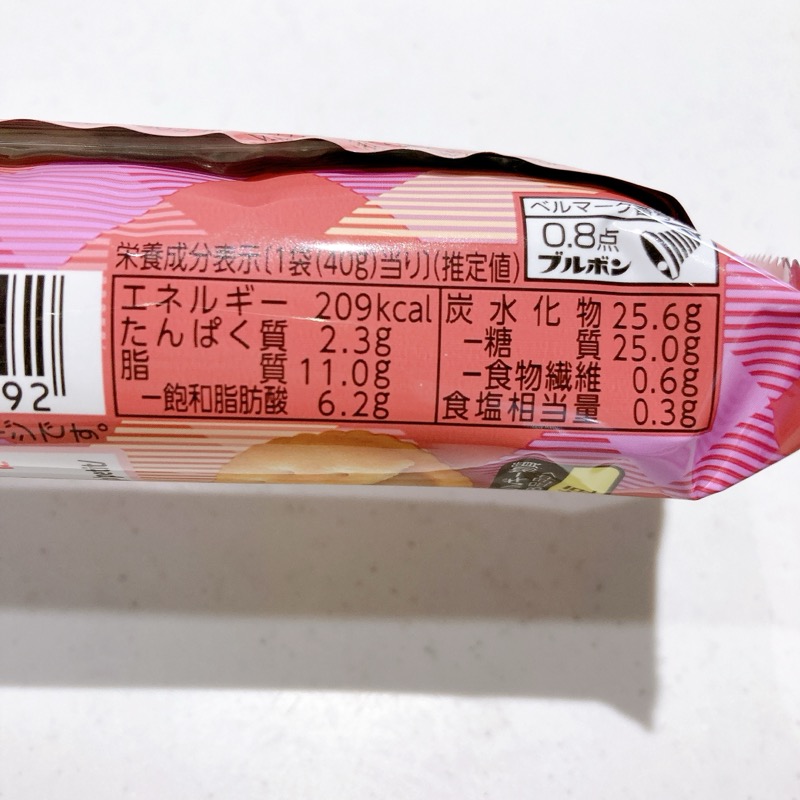 ベルマーク
0.8点
ブルボン
栄養成分表示〔1袋(40g)当り〕(推定値)
エネルギー 209kcal
たんぱく質 2.3g
脂質 11.0g
−飽和脂肪酸 6.2g
炭水化物 25.6g
−糖質 25.0g
−食物繊維 0.6g
食塩相当量 0.3g
92
ジです。